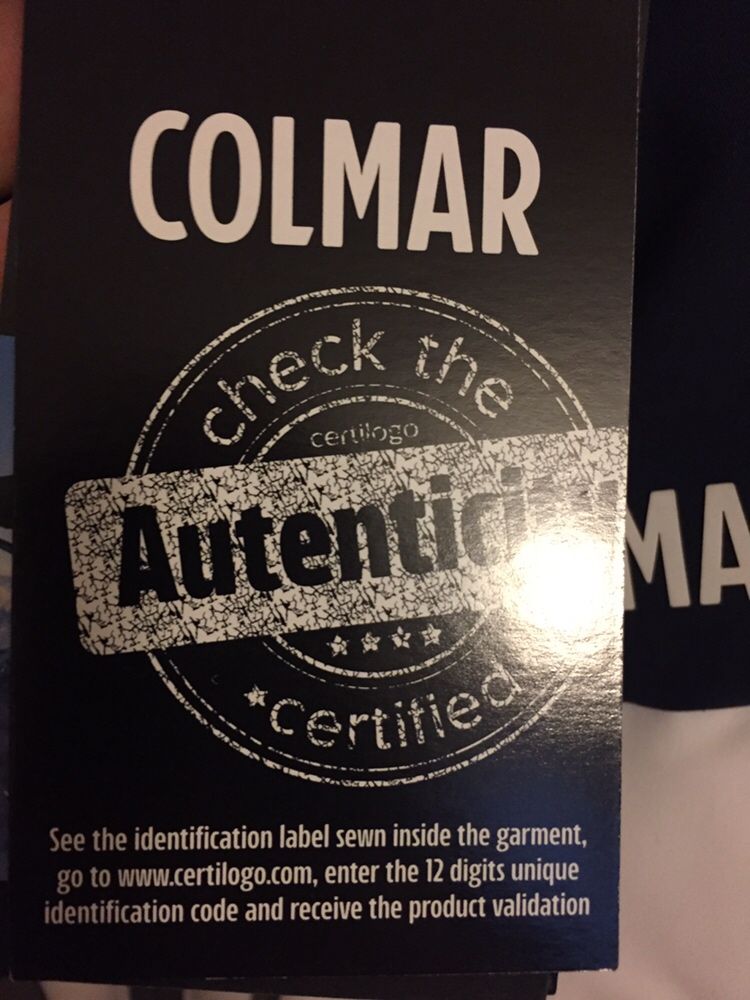 COLMAR
check the
certilogo
certified
See the identification label sewn inside the garment,
go to www.certilogo.com, enter the 12 digits unique
identification code and receive the product validation
MA